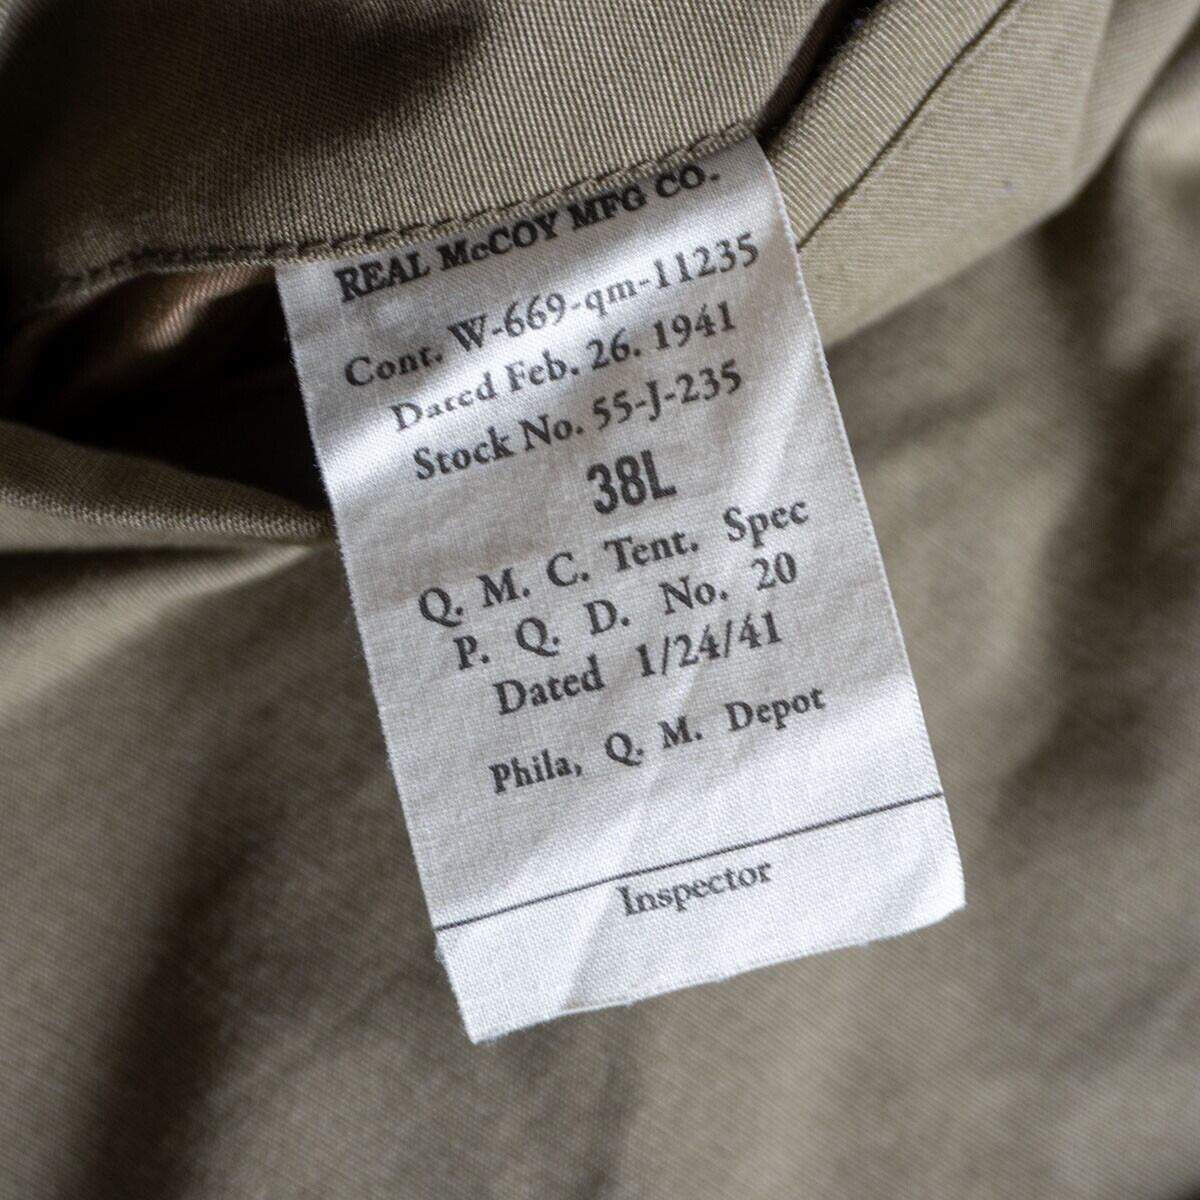 REAL McCOY MFG CO.
Cont. W-669-qm-11235
Dated Feb. 26. 1941
Stock No. 55-J-235
38L
Q. M. C. Tent. Spec
P. Q. D. No. 20
Dated 1/24/41
Phila, Q. M. Depot
Inspector